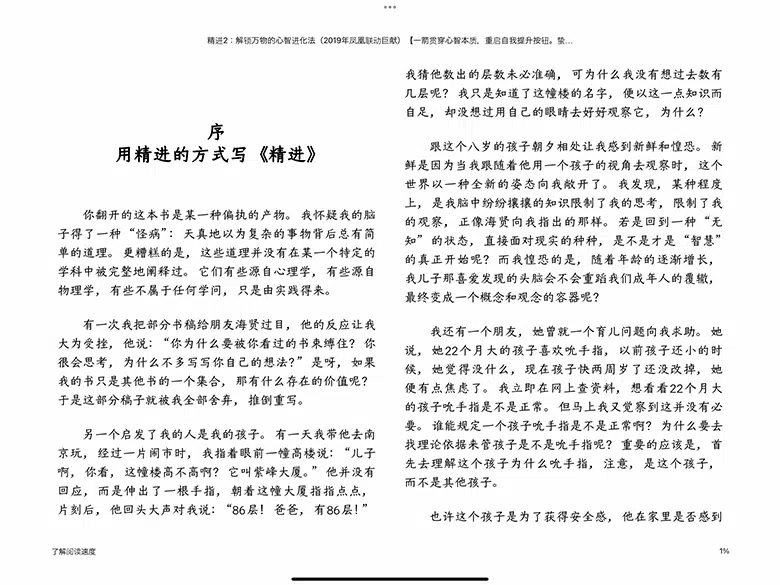 精进2：解锁万物的心智进化法（2019年凤凰联动巨献）【一箭贯穿心智本质，重启自我提升按钮。蛰...
序
用精进的方式写《精进》
你翻开的这本书是某一种偏执的产物。我怀疑我的脑
子得了一种“怪病”：天真地以为复杂的事物背后总有简
单的道理。更糟糕的是，这些道理并没有在某一个特定的
学科中被完整地阐释过。它们有些源自心理学，有些源自
物理学，有些不属于任何学问，只是由实践得来。
有一次我把部分书稿给朋友海贤过目，他的反应让我
大为受挫，他说：“你为什么要被你看过的书束缚住？你
很会思考，为什么不多写写你自己的想法？”是呀，如果
我的书只是其他书的一个集合，那有什么存在的价值呢？
于是这部分稿子就被我全部舍弃，推倒重写。
另一个启发了我的人是我的孩子。有一天我带他去南
京玩，经过一片闹市时，我指着眼前一幢高楼说：“儿子
啊，你看，这幢楼高不高啊？它叫紫峰大厦。”他并没有
回应，而是伸出了一根手指，朝着这幢大厦指指点点，
片刻后，他回头大声对我说：“86层！爸爸，有86层！”
我猜他数出的层数未必准确，可为什么我没有想过去数有
几层呢？我只是知道了这幢楼的名字，便以这一点知识而
自足，却没想过用自己的眼睛去好好观察它，为什么？
跟这个八岁的孩子朝夕相处让我感到新鲜和惶恐。新
鲜是因为当我跟随着他用一个孩子的视角去观察时，这个
世界以一种全新的姿态向我敞开了。我发现，某种程度
上，是我脑中纷纷攘攘的知识限制了我的思考，限制了我
的观察，正像海贤向我指出的那样。若是回到一种“无
知”的状态，直接面对现实的种种，是不是才是“智慧”
的真正开始呢？而我惶恐的是，随着年龄的逐渐增长，
我儿子那喜爱发现的头脑会不会重蹈我们成年人的覆辙，
最终变成一个概念和观念的容器呢？
我还有一个朋友，她曾就一个育儿问题向我求助。她
说，她22个月大的孩子喜欢吮手指，以前孩子还小的时
候，她觉得没什么，现在孩子快两周岁了还没改掉，她
便有点焦虑了。我立即在网上查资料，想看看22个月大
的孩子吮手指是不是正常。但马上我又觉察到这并没有必
要。谁能规定一个孩子吮手指是不是正常啊？为什么要去
找理论依据来管孩子是不是吮手指呢？重要的应该是，首
先去理解这个孩子为什么吮手指，注意，是这个孩子，
而不是其他孩子。
也许这个孩子是为了获得安全感，他在家里是否感到
了解阅读速度
1%